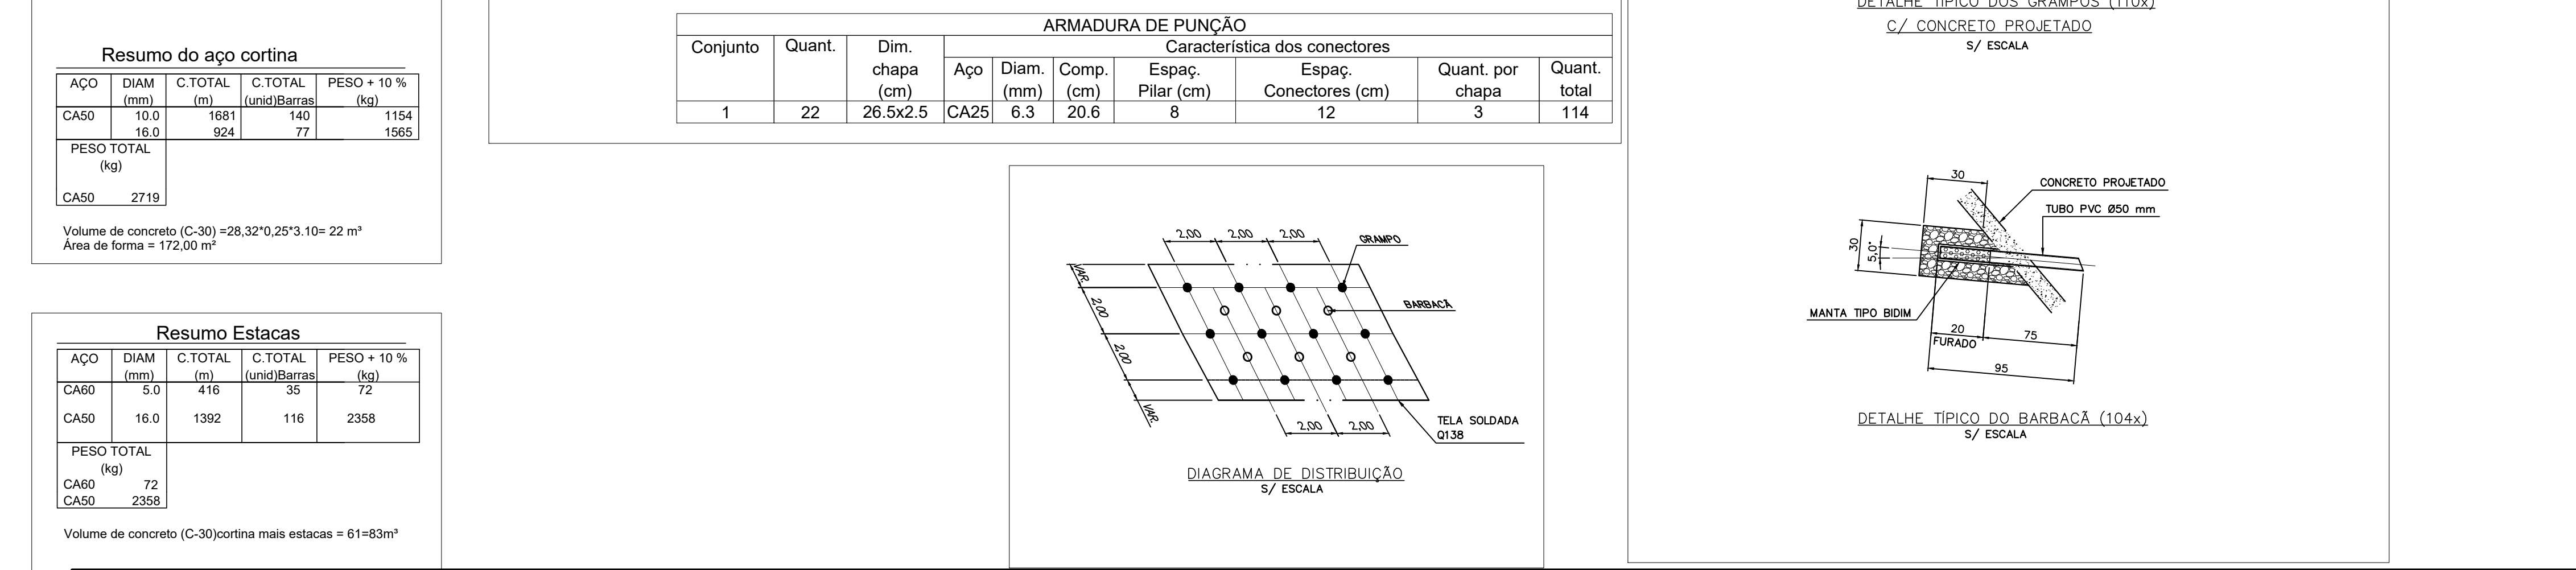 Resumo do aço cortina
AÇO DIAM C.TOTAL C.TOTAL PESO + 10 %
(mm) (m) (unid)Barras (kg)
CA50 10.0 1681 140 1154
16.0 924 77 1565
PESO TOTAL
(kg)
CA50 2719
Volume de concreto (C-30) =28,32*0,25*3.10= 22 m³
Área de forma = 172,00 m²
Resumo Estacas
AÇO DIAM C.TOTAL C.TOTAL PESO + 10 %
(mm) (m) (unid)Barras (kg)
CA60 5.0 416 35 72
CA50 16.0 1392 116 2358
PESO TOTAL
(kg)
CA60 72
CA50 2358
Volume de concreto (C-30)cortina mais estacas = 61=83m³
ARMADURA DE PUNÇÃO
Conjunto Quant. Dim. Característica dos conectores
chapa Aço Diam. Comp. Espaç. Espaç. Quant. por Quant.
(cm) (mm) (cm) Pilar (cm) Conectores (cm) chapa total
1 22 26.5x2.5 CA25 6.3 20.6 8 12 3 114
2,00 2,00 2,00
GRAMPO
VAR.
2,00
BARBACÃ
2,00
VAR.
2,00 2,00
TELA SOLDADA
Q138
DIAGRAMA DE DISTRIBUIÇÃO
S/ ESCALA
DETALHE TÍPICO DOS GRAMPOS (110x)
C/ CONCRETO PROJETADO
S/ ESCALA
30
CONCRETO PROJETADO
TUBO PVC Ø50 mm
30
5,0°
MANTA TIPO BIDIM
20
FURADO
75
95
DETALHE TÍPICO DO BARBACÃ (104x)
S/ ESCALA